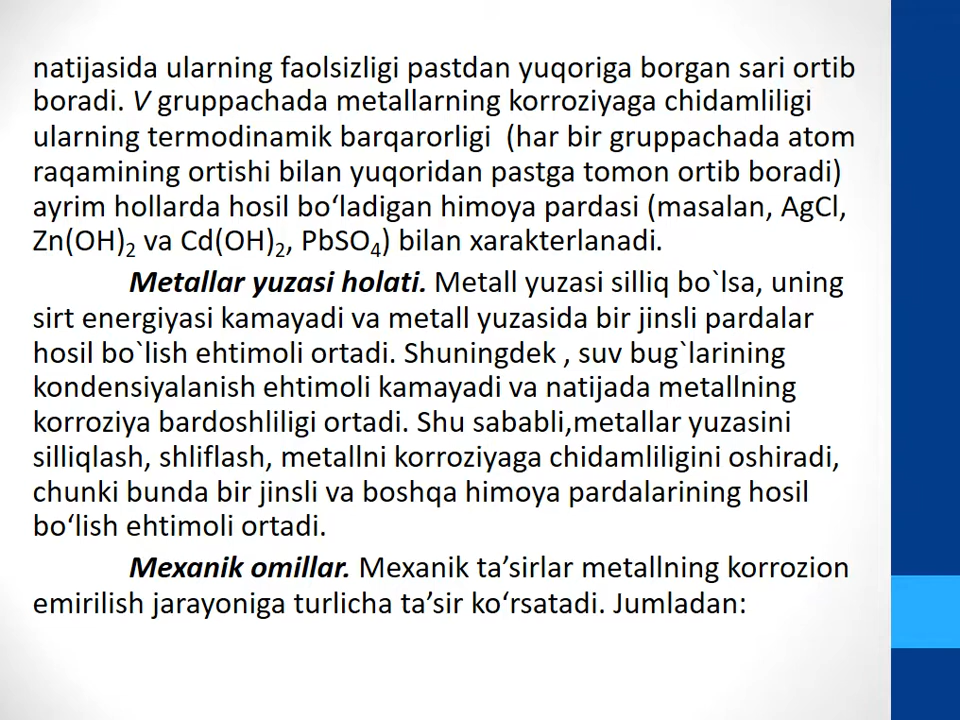 natijasida ularning faolsizligi pastdan yuqoriga borgan sari ortib
boradi. V gruppachada metallarning korroziyaga chidamliligi
ularning termodinamik barqarorligi (har bir gruppachada atom
raqamining ortishi bilan yuqoridan pastga tomon ortib boradi)
ayrim hollarda hosil bo‘ladigan himoya pardasi (masalan, AgCl,
Zn(OH)₂ va Cd(OH)₂, PbSO₄) bilan xarakterlanadi.
Metallar yuzasi holati. Metall yuzasi silliq bo`lsa, uning
sirt energiyasi kamayadi va metall yuzasida bir jinsli pardalar
hosil bo`lish ehtimoli ortadi. Shuningdek , suv bug`larining
kondensiyalanish ehtimoli kamayadi va natijada metallning
korroziya bardoshliligi ortadi. Shu sababli,metallar yuzasini
silliqlash, shliflash, metallni korroziyaga chidamliligini oshiradi,
chunki bunda bir jinsli va boshqa himoya pardalarining hosil
bo‘lish ehtimoli ortadi.
Mexanik omillar. Mexanik ta’sirlar metallning korrozion
emirilish jarayoniga turlicha ta’sir ko‘rsatadi. Jumladan: